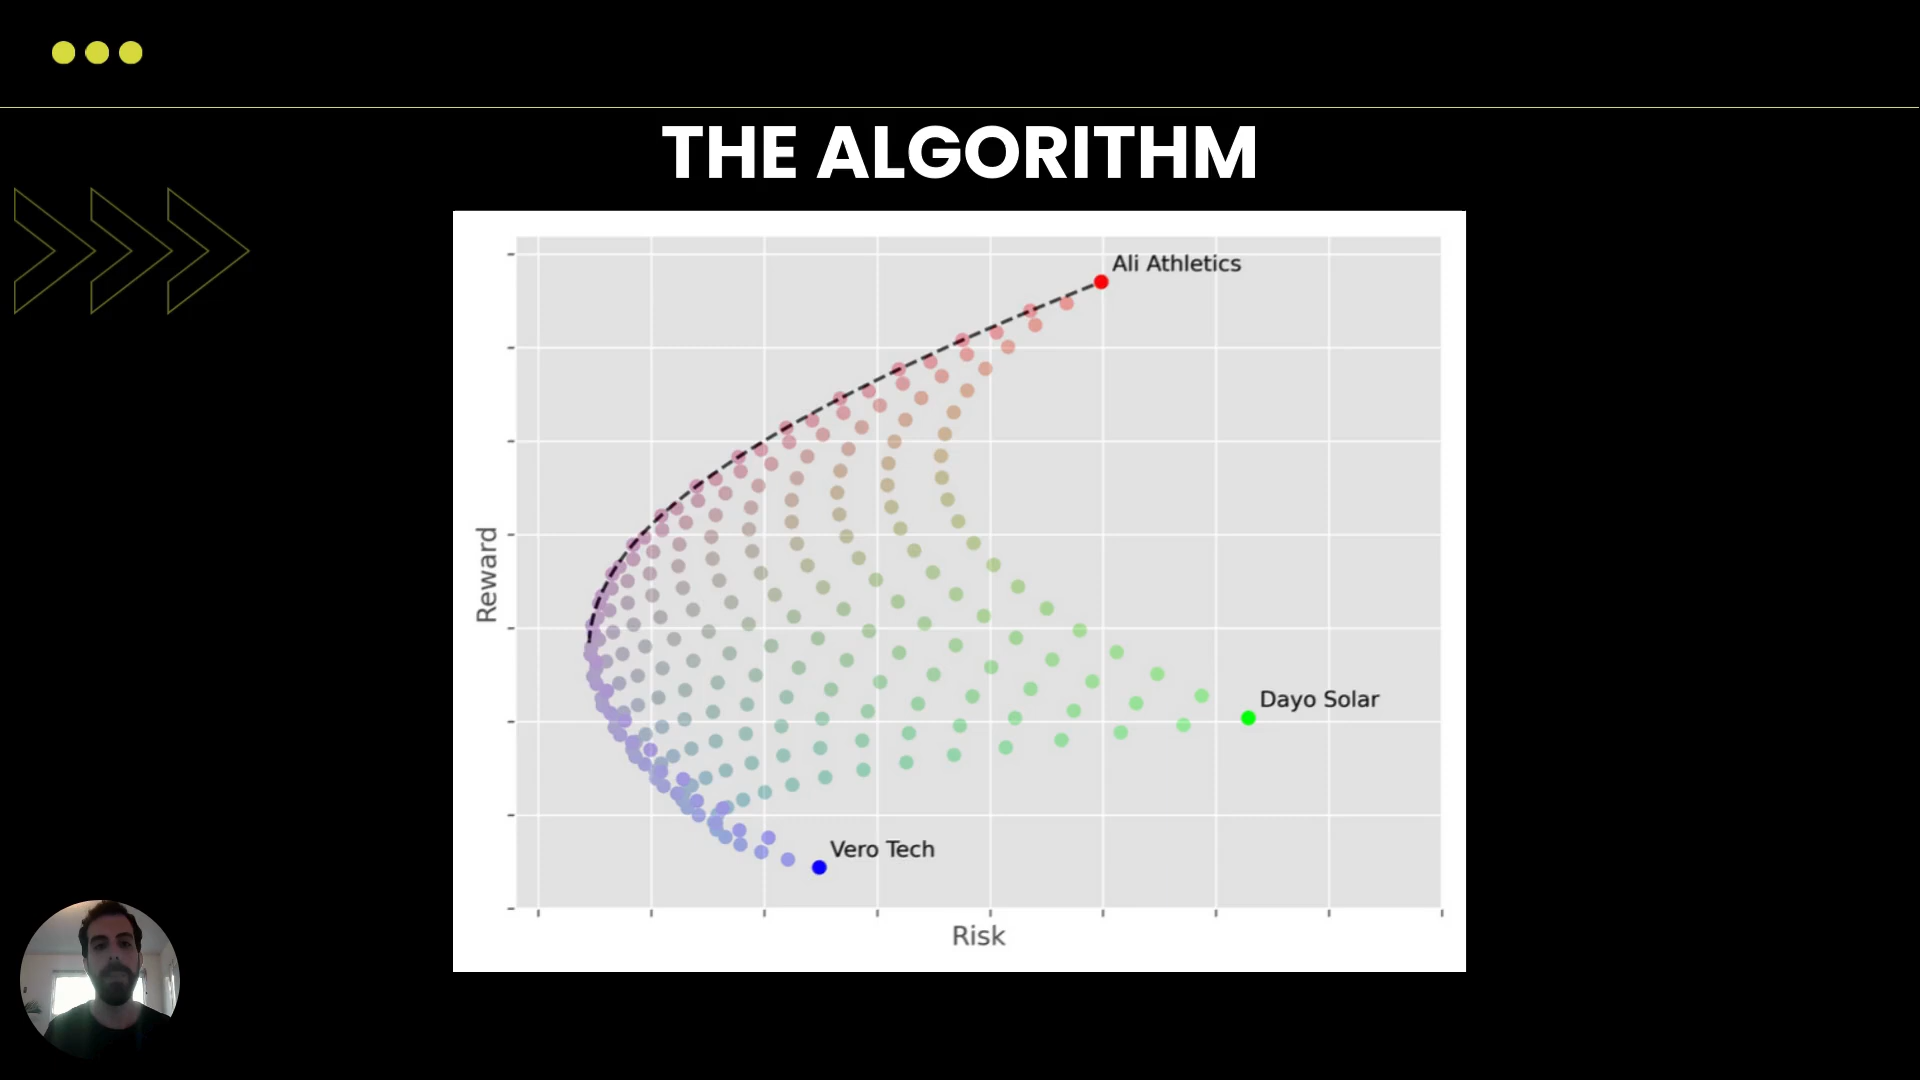 THE ALGORITHM
Ali Athletics
Reward
Dayo Solar
Vero Tech
Risk